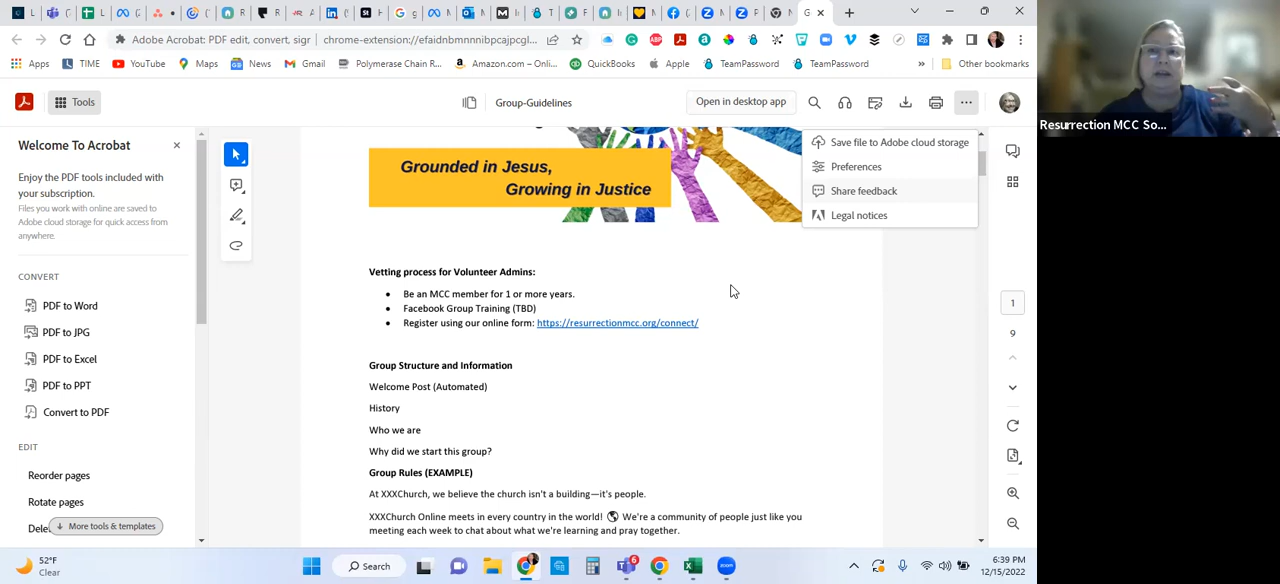 G
Adobe Acrobat: PDF edit, convert, sigr
chrome-extension://efaidnbmnnnibpcajpcgl...
Apps
TIME
YouTube
Maps
News
Gmail
Polymerase Chain R...
Amazon.com – Onli...
QuickBooks
Apple
TeamPassword
TeamPassword
»
Other bookmarks
Tools
Group-Guidelines
Open in desktop app
Welcome To Acrobat
Enjoy the PDF tools included with
your subscription.
Files you work with online are saved to
Adobe cloud storage for quick access from
anywhere.
CONVERT
PDF to Word
PDF to JPG
PDF to Excel
PDF to PPT
Convert to PDF
EDIT
Reorder pages
Rotate pages
Dele
More tools & templates
Grounded in Jesus,
Growing in Justice
Vetting process for Volunteer Admins:
• Be an MCC member for 1 or more years.
• Facebook Group Training (TBD)
• Register using our online form: https://resurrectionmcc.org/connect/
Group Structure and Information
Welcome Post (Automated)
History
Who we are
Why did we start this group?
Group Rules (EXAMPLE)
At XXXChurch, we believe the church isn't a building—it's people.
XXXChurch Online meets in every country in the world! 🌎 We're a community of people just like you
meeting each week to chat about what we're learning and pray together.
Save file to Adobe cloud storage
Preferences
Share feedback
Legal notices
1
9
Resurrection MCC So...
52°F
Clear
Search
6
zoom
6:39 PM
12/15/2022